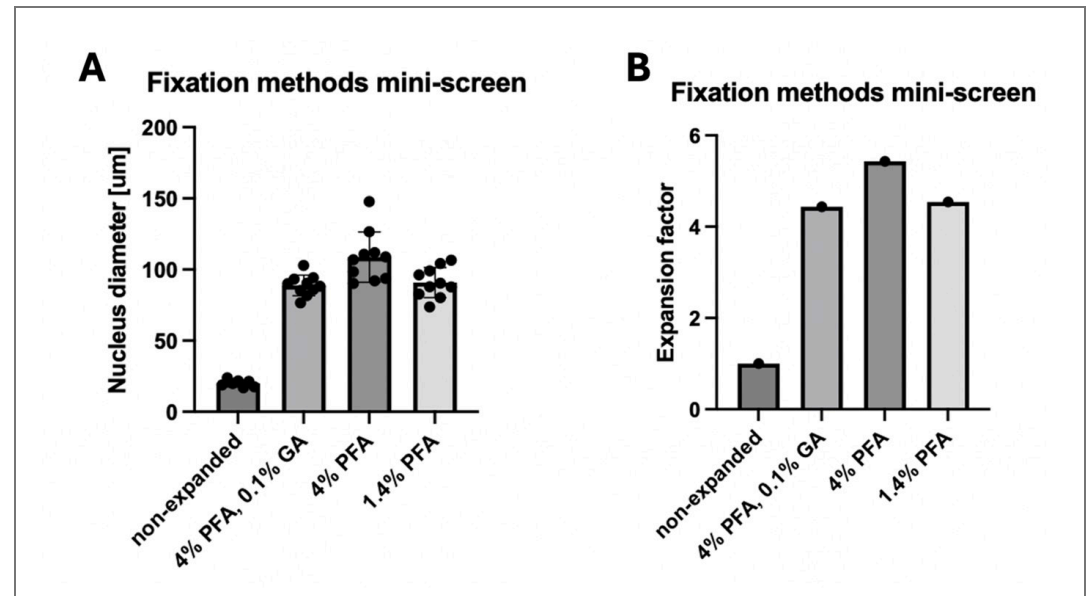 A
Fixation methods mini-screen
Nucleus diameter [um]
200
150
100
50
0
non-expanded
4% PFA, 0.1% GA
4% PFA
1.4% PFA
B
Fixation methods mini-screen
Expansion factor
6
4
2
0
non-expanded
4% PFA, 0.1% GA
4% PFA
1.4% PFA